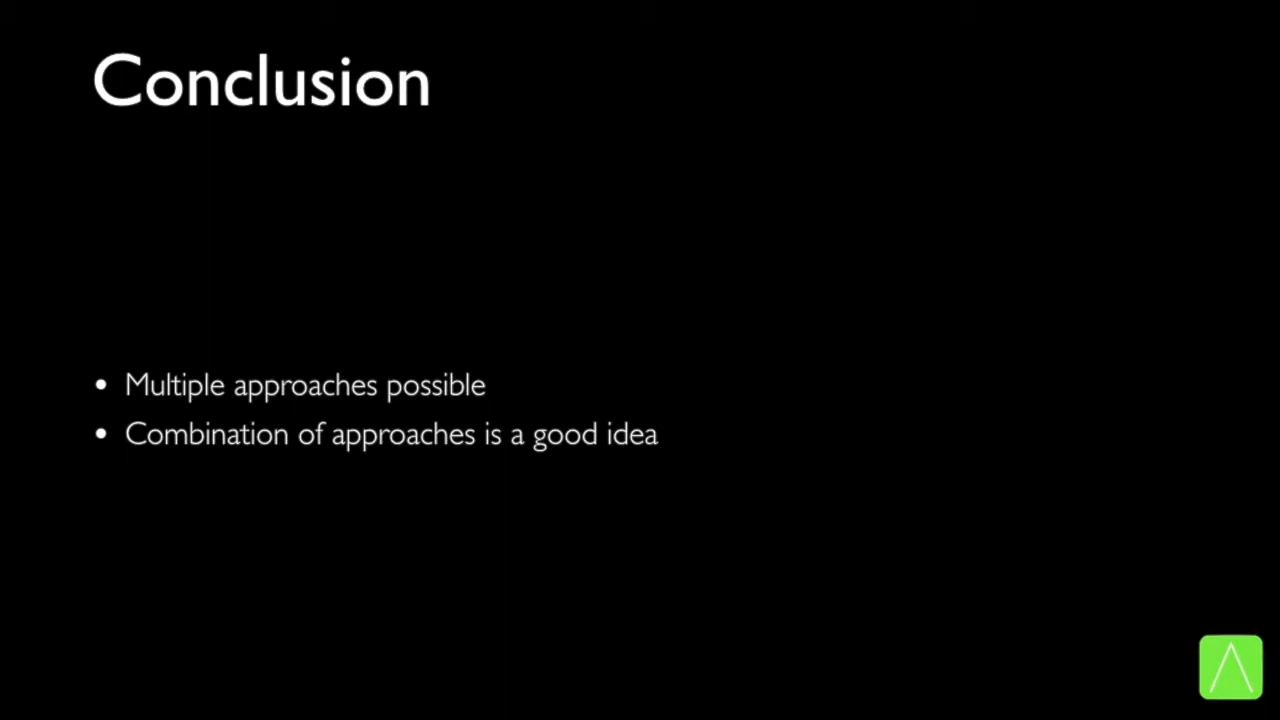 Conclusion
• Multiple approaches possible
• Combination of approaches is a good idea